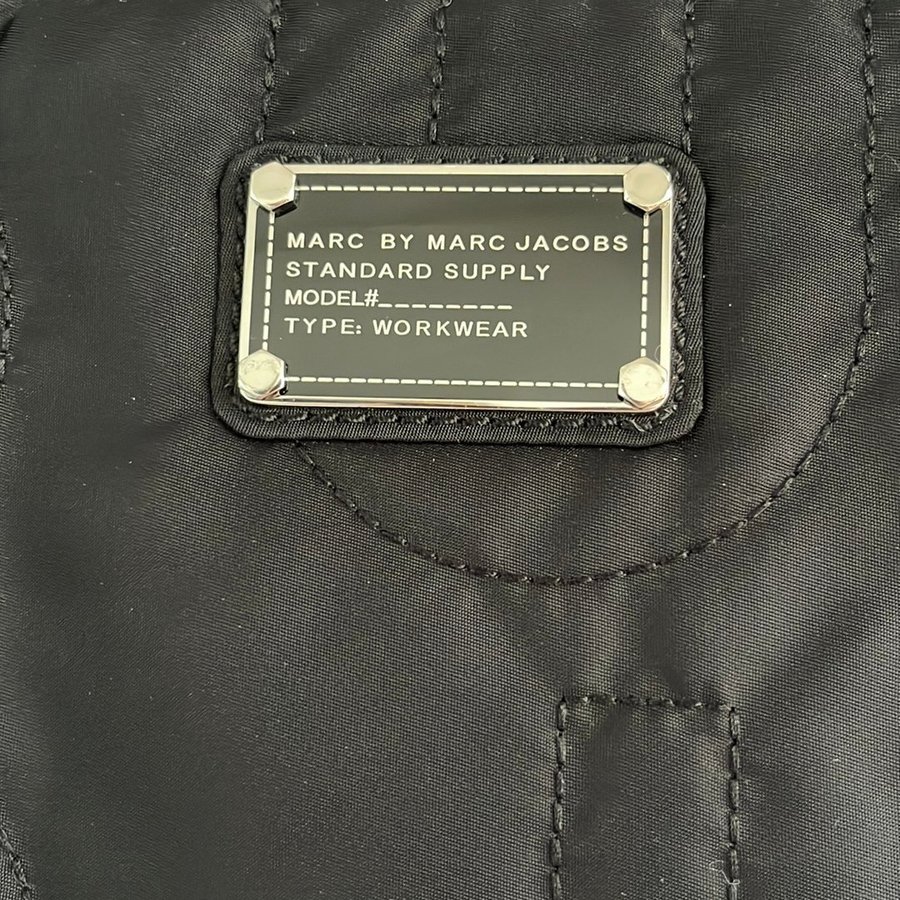 MARC BY MARC JACOBS
STANDARD SUPPLY
MODEL#________
TYPE: WORKWEAR